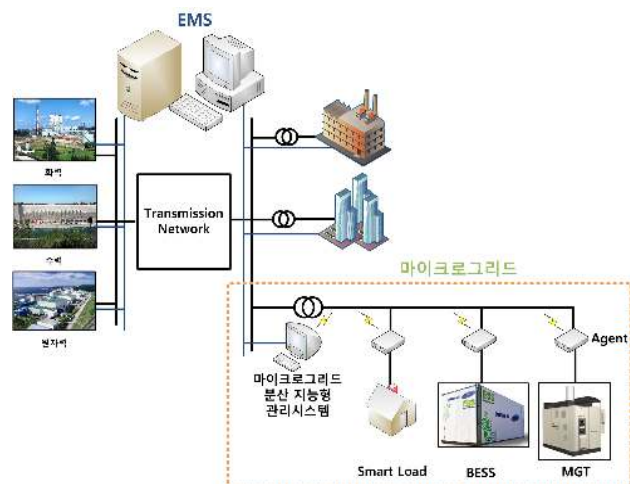 EMS
화력
수력
원자력
Transmission
Network
마이크로그리드
Agent
마이크로그리드
분산 지능형
관리시스템
Smart Load
BESS
MGT